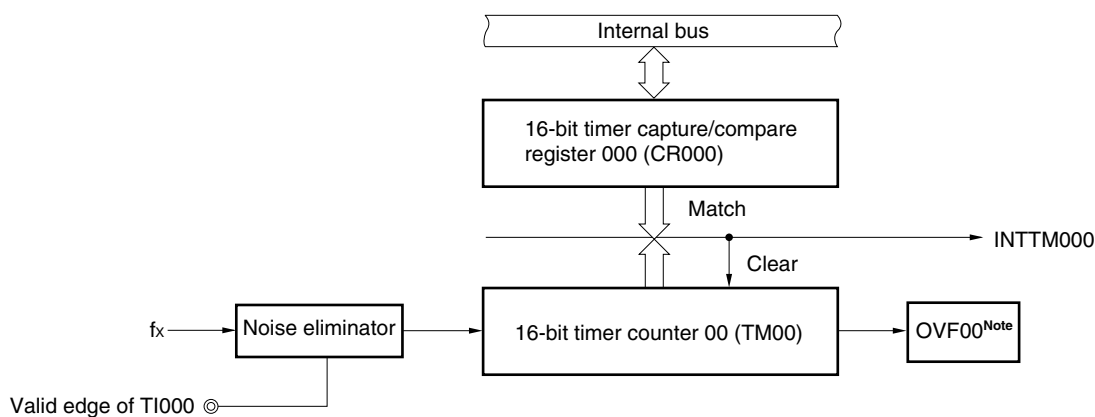 Internal bus
16-bit timer capture/compare
register 000 (CR000)
Match
INTTM000
Clear
fx
Noise eliminator
16-bit timer counter 00 (TM00)
OVF00Note
Valid edge of TI000